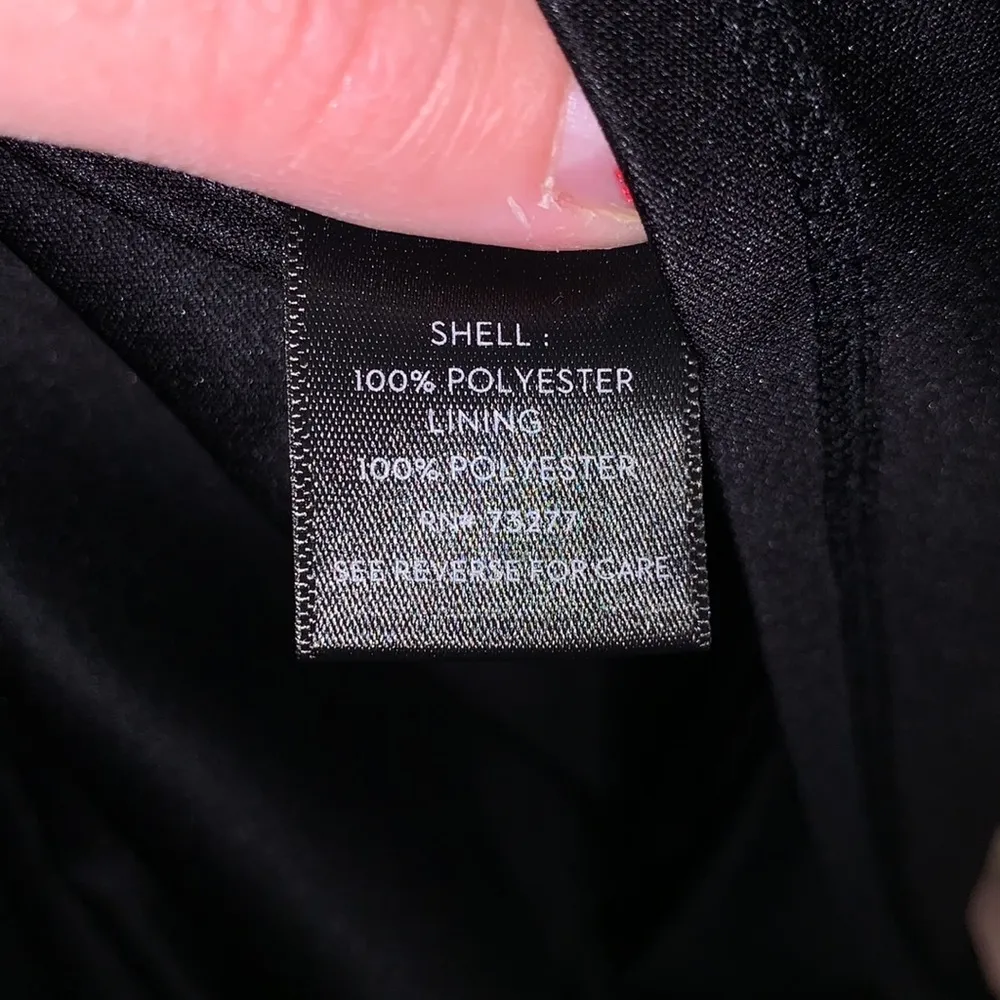 SHELL :
100% POLYESTER
LINING
100% POLYESTER
RN# 73277
SEE REVERSE FOR CARE